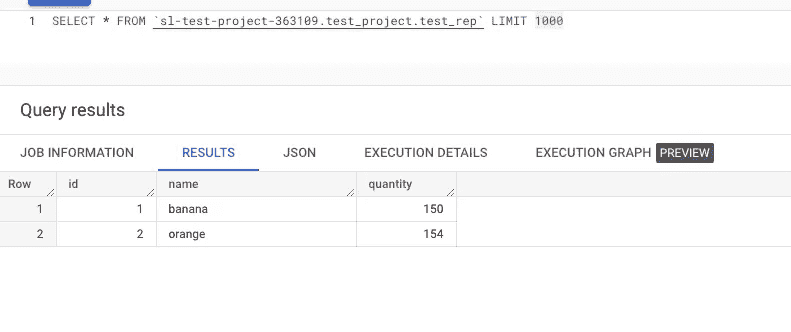 1 SELECT * FROM `sl-test-project-363109.test_project.test_rep` LIMIT 1000
Query results
JOB INFORMATION RESULTS JSON EXECUTION DETAILS EXECUTION GRAPH PREVIEW
Row id name quantity
1 1 banana 150
2 2 orange 154